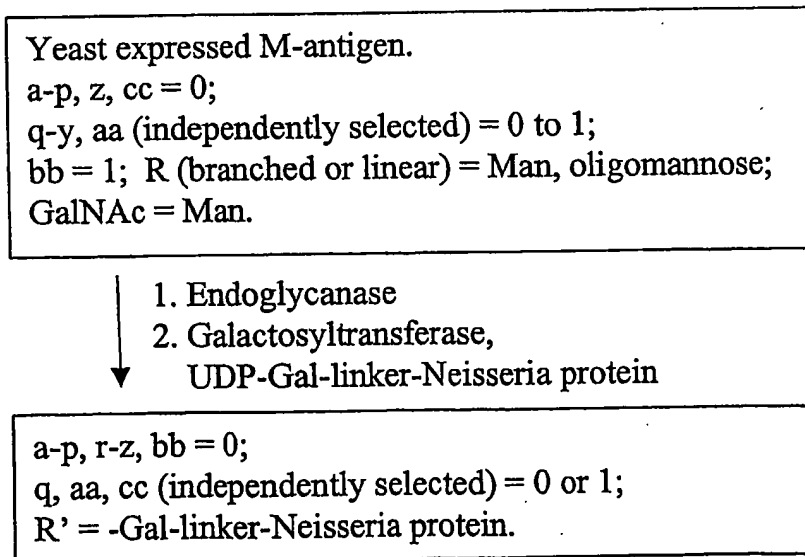 Yeast expressed M-antigen.
a-p, z, cc = 0;
q-y, aa (independently selected) = 0 to 1;
bb = 1; R (branched or linear) = Man, oligomannose;
GalNAc = Man.
1. Endoglycanase
2. Galactosyltransferase,
UDP-Gal-linker-Neisseria protein
a-p, r-z, bb = 0;
q, aa, cc (independently selected) = 0 or 1;
R' = -Gal-linker-Neisseria protein.